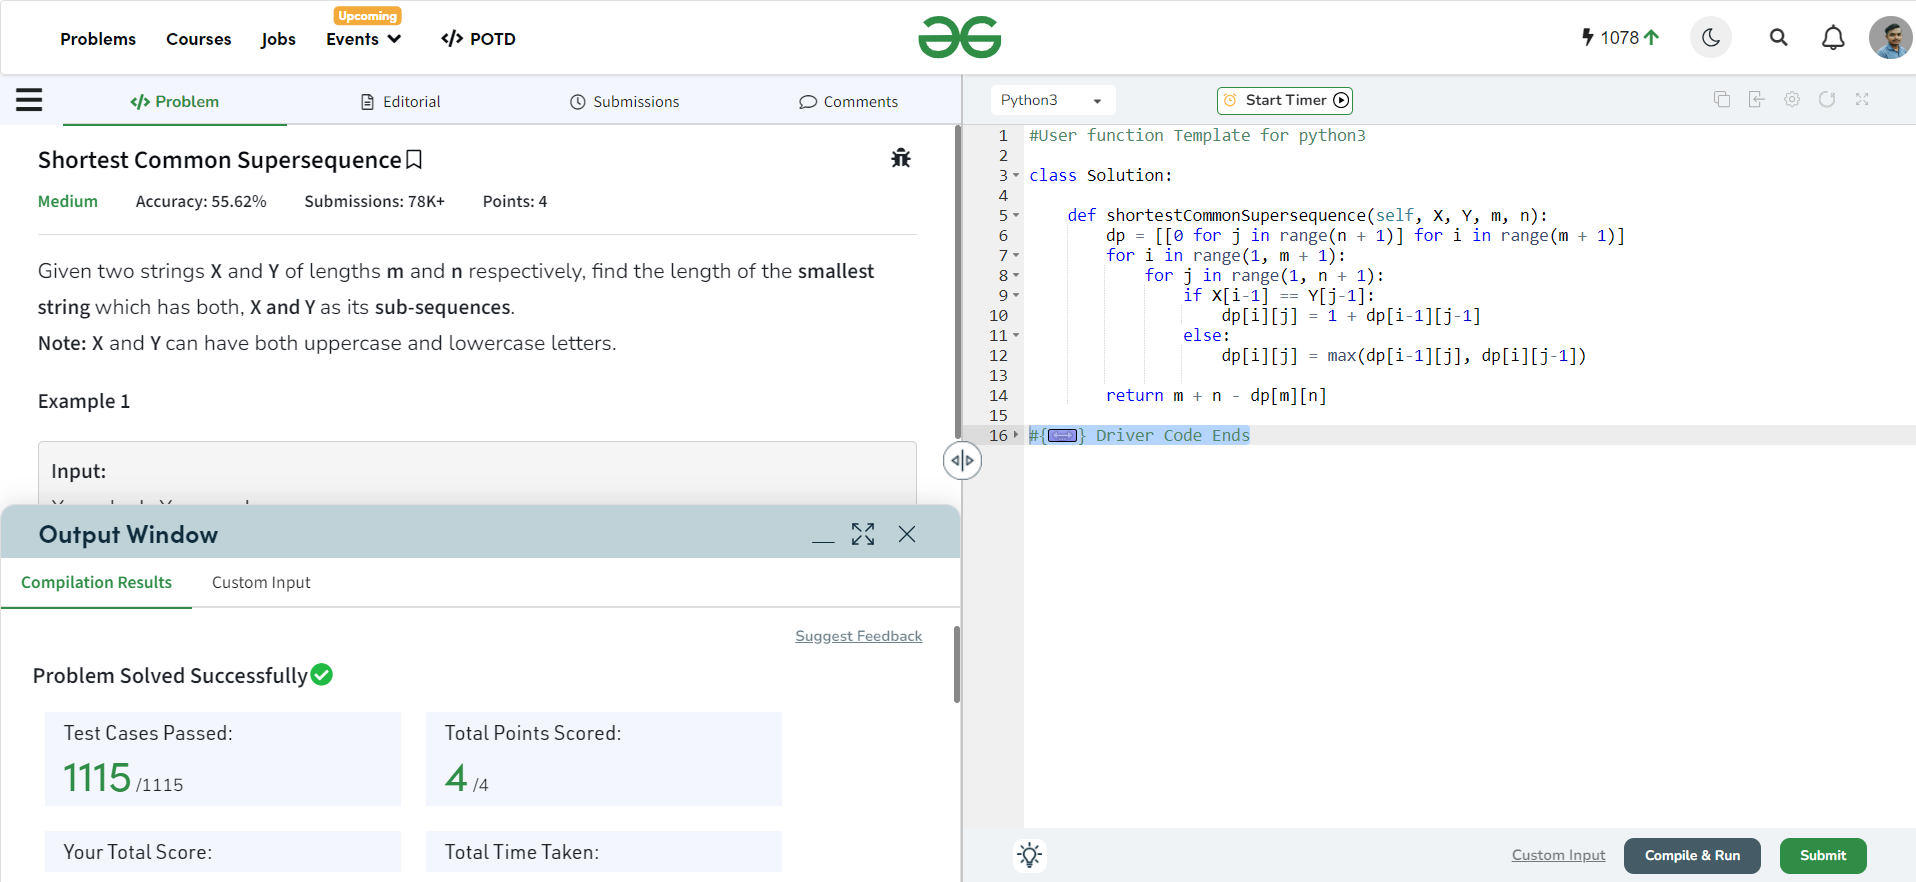 Upcoming
Problems Courses Jobs Events </> POTD
1078
</> Problem Editorial Submissions Comments
Shortest Common Supersequence
Medium Accuracy: 55.62% Submissions: 78K+ Points: 4
Given two strings X and Y of lengths m and n respectively, find the length of the smallest
string which has both, X and Y as its sub-sequences.
Note: X and Y can have both uppercase and lowercase letters.
Example 1
Input:
Output Window
Compilation Results Custom Input
Suggest Feedback
Problem Solved Successfully
Test Cases Passed:
1115 /1115
Total Points Scored:
4 /4
Your Total Score:
Total Time Taken:
Python3 Start Timer
1 #User function Template for python3
2
3 class Solution:
4
5 def shortestCommonSupersequence(self, X, Y, m, n):
6 dp = [[0 for j in range(n + 1)] for i in range(m + 1)]
7 for i in range(1, m + 1):
8 for j in range(1, n + 1):
9 if X[i-1] == Y[j-1]:
10 dp[i][j] = 1 + dp[i-1][j-1]
11 else:
12 dp[i][j] = max(dp[i-1][j], dp[i][j-1])
13
14 return m + n - dp[m][n]
15
16 #{} Driver Code Ends
Custom Input Compile & Run Submit